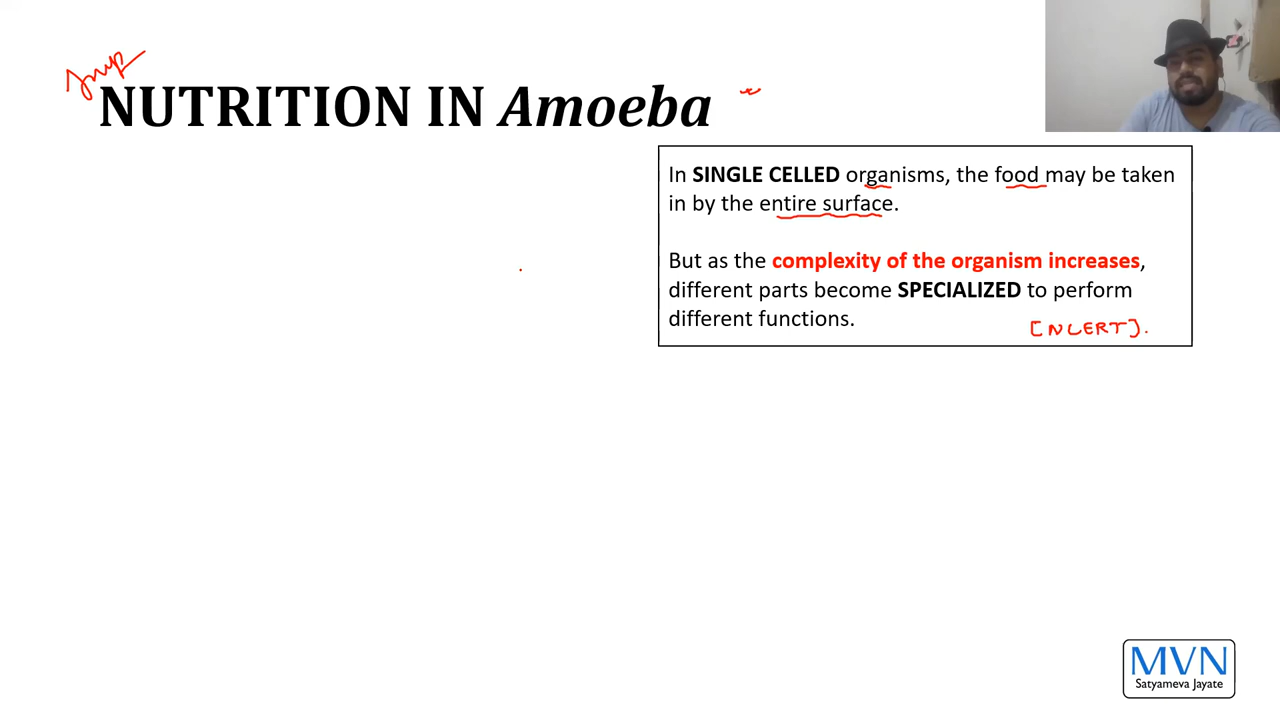 Imp
NUTRITION IN Amoeba
In SINGLE CELLED organisms, the food may be taken
in by the entire surface.
But as the complexity of the organism increases,
different parts become SPECIALIZED to perform
different functions.
[NCERT].
MVN
Satyameva Jayate